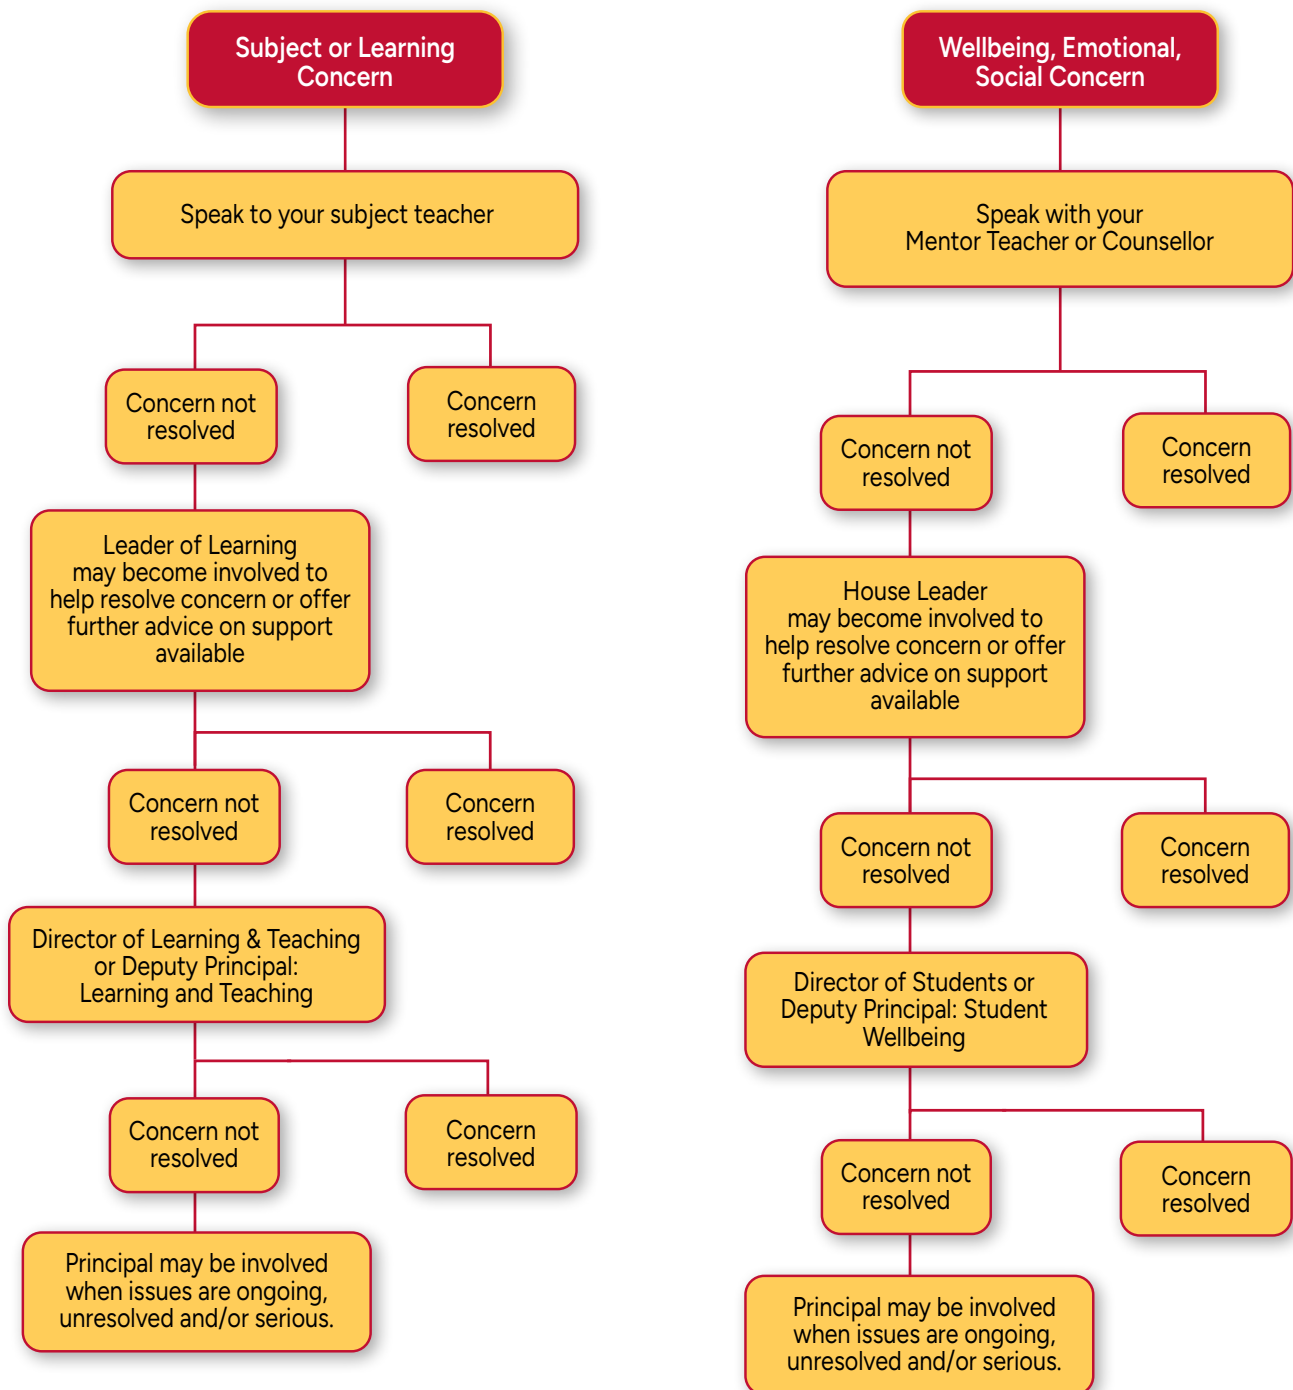 Subject or Learning
Concern
Speak to your subject teacher
Concern not
resolved
Concern
resolved
Leader of Learning
may become involved to
help resolve concern or offer
further advice on support
available
Concern not
resolved
Concern
resolved
Director of Learning & Teaching
or Deputy Principal:
Learning and Teaching
Concern not
resolved
Concern
resolved
Principal may be involved
when issues are ongoing,
unresolved and/or serious.
Wellbeing, Emotional,
Social Concern
Speak with your
Mentor Teacher or Counsellor
Concern not
resolved
Concern
resolved
House Leader
may become involved to
help resolve concern or offer
further advice on support
available
Concern not
resolved
Concern
resolved
Director of Students or
Deputy Principal: Student
Wellbeing
Concern not
resolved
Concern
resolved
Principal may be involved
when issues are ongoing,
unresolved and/or serious.